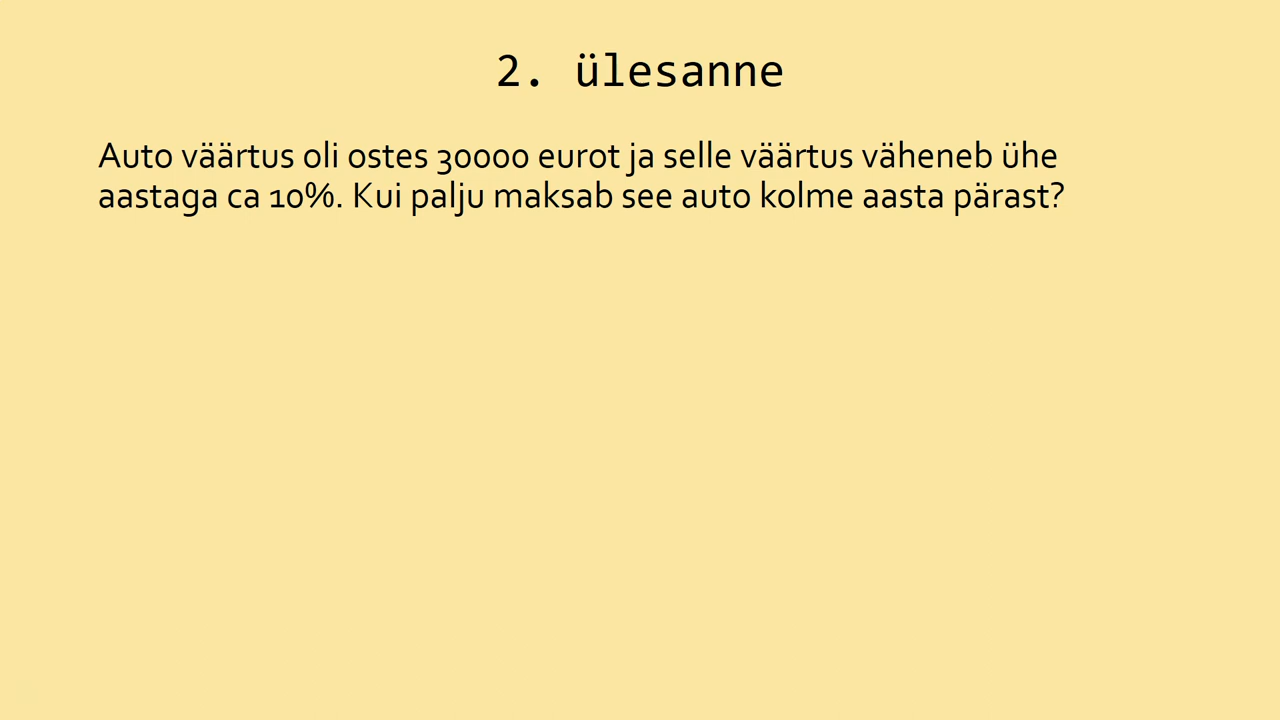 2. ülesanne
Auto väärtus oli ostes 30000 eurot ja selle väärtus väheneb ühe
aastaga ca 10%. Kui palju maksab see auto kolme aasta pärast?